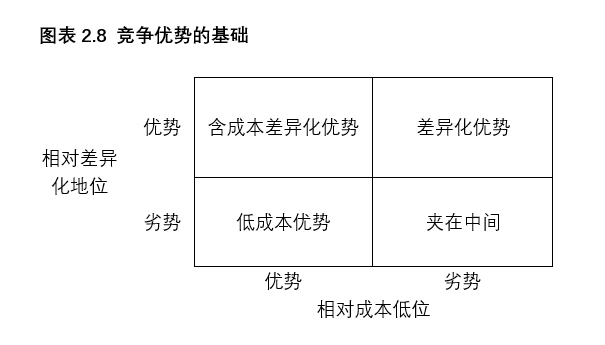 图表 2.8 竞争优势的基础
优势 含成本差异化优势 差异化优势
相对差异
化地位
劣势 低成本优势 夹在中间
优势 劣势
相对成本低位